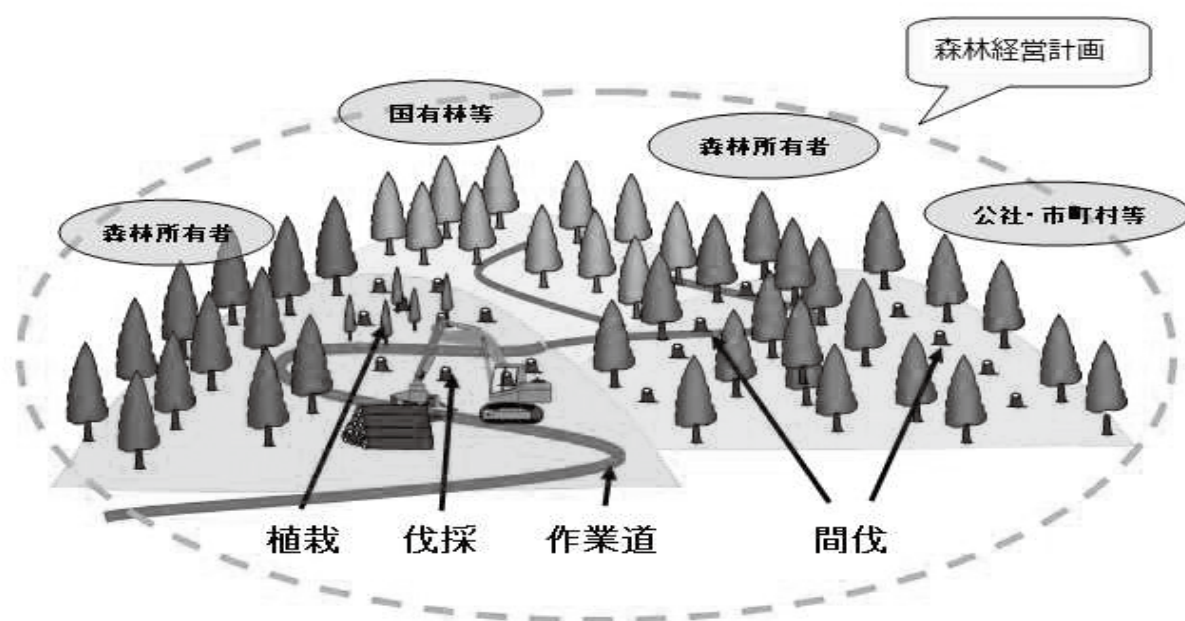 森林経営計画
国有林等
森林所有者
公社・市町村等
森林所有者
植栽
伐採
作業道
間伐